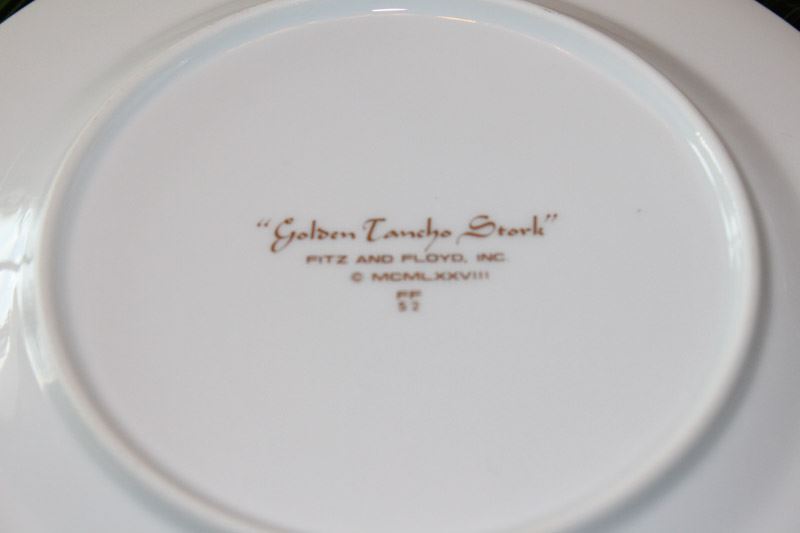 "Golden Tancho Stork"
FITZ AND FLOYD, INC.
© MCMLXXVIII
FF
52